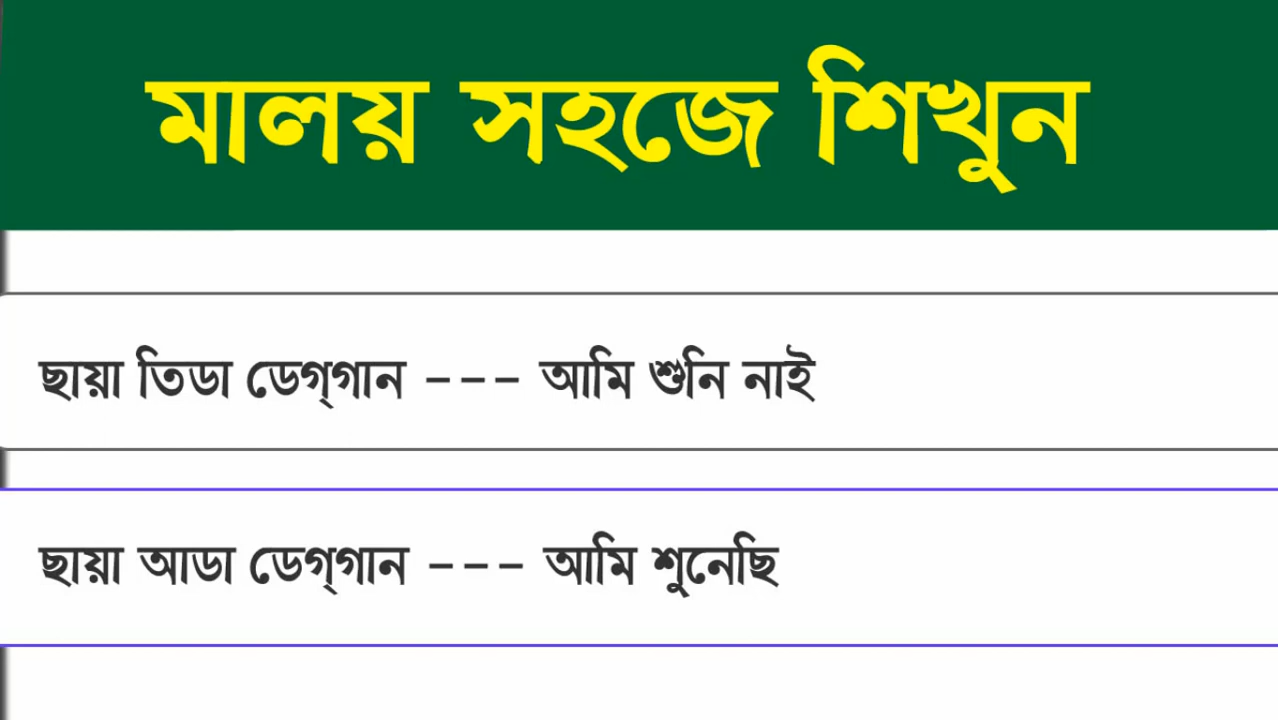 মালয় সহজে শিখুন
ছায়া তিডা ডেগ্‌গান --- আমি শুনি নাই
ছায়া আডা ডেগ্‌গান --- আমি শুনেছি